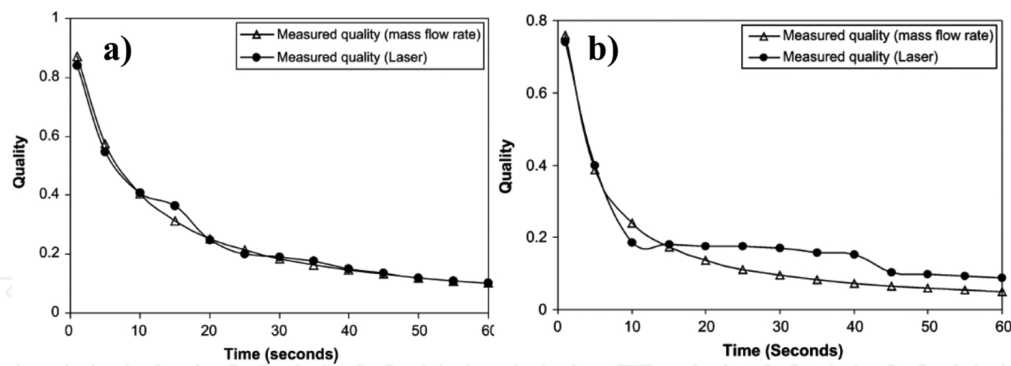 a)
Measured quality (mass flow rate)
Measured quality (Laser)
1
0.8
0.6
0.4
0.2
0
Quality
0 10 20 30 40 50 60
Time (seconds)
b)
Measured quality (mass flow rate)
Measured quality (Laser)
0.8
0.6
0.4
0.2
0
Quality
0 10 20 30 40 50 60
Time (Seconds)